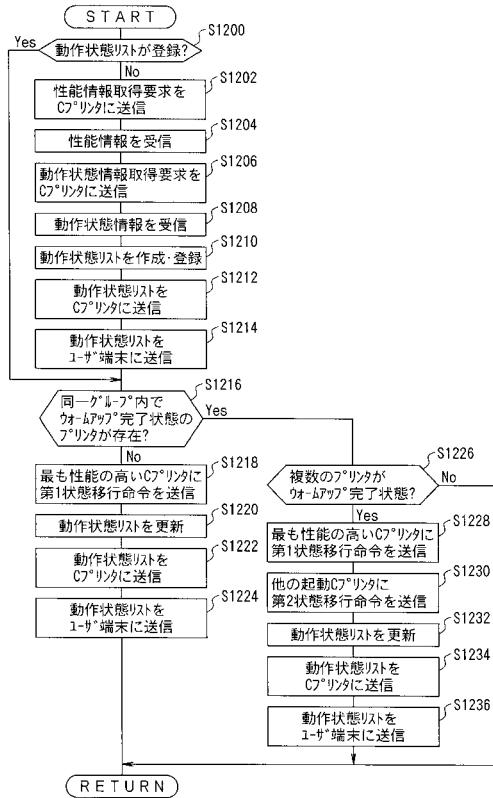 START
S1200
動作状態リストが登録?
Yes
No
S1202
性能情報取得要求を
Cプリンタに送信
S1204
性能情報を受信
S1206
動作状態情報取得要求を
Cプリンタに送信
S1208
動作状態情報を受信
S1210
動作状態リストを作成・登録
S1212
動作状態リストを
Cプリンタに送信
S1214
動作状態リストを
ユーザ端末に送信
S1216
同一グループ内で
ウォームアップ完了状態の
プリンタが存在?
Yes
No
S1218
最も性能の高いCプリンタに
第1状態移行命令を送信
S1220
動作状態リストを更新
S1222
動作状態リストを
Cプリンタに送信
S1224
動作状態リストを
ユーザ端末に送信
S1226
複数のプリンタが
ウォームアップ完了状態?
No
Yes
S1228
最も性能の高いCプリンタに
第1状態移行命令を送信
S1230
他の起動Cプリンタに
第2状態移行命令を送信
S1232
動作状態リストを更新
S1234
動作状態リストを
Cプリンタに送信
S1236
動作状態リストを
ユーザ端末に送信
RETURN